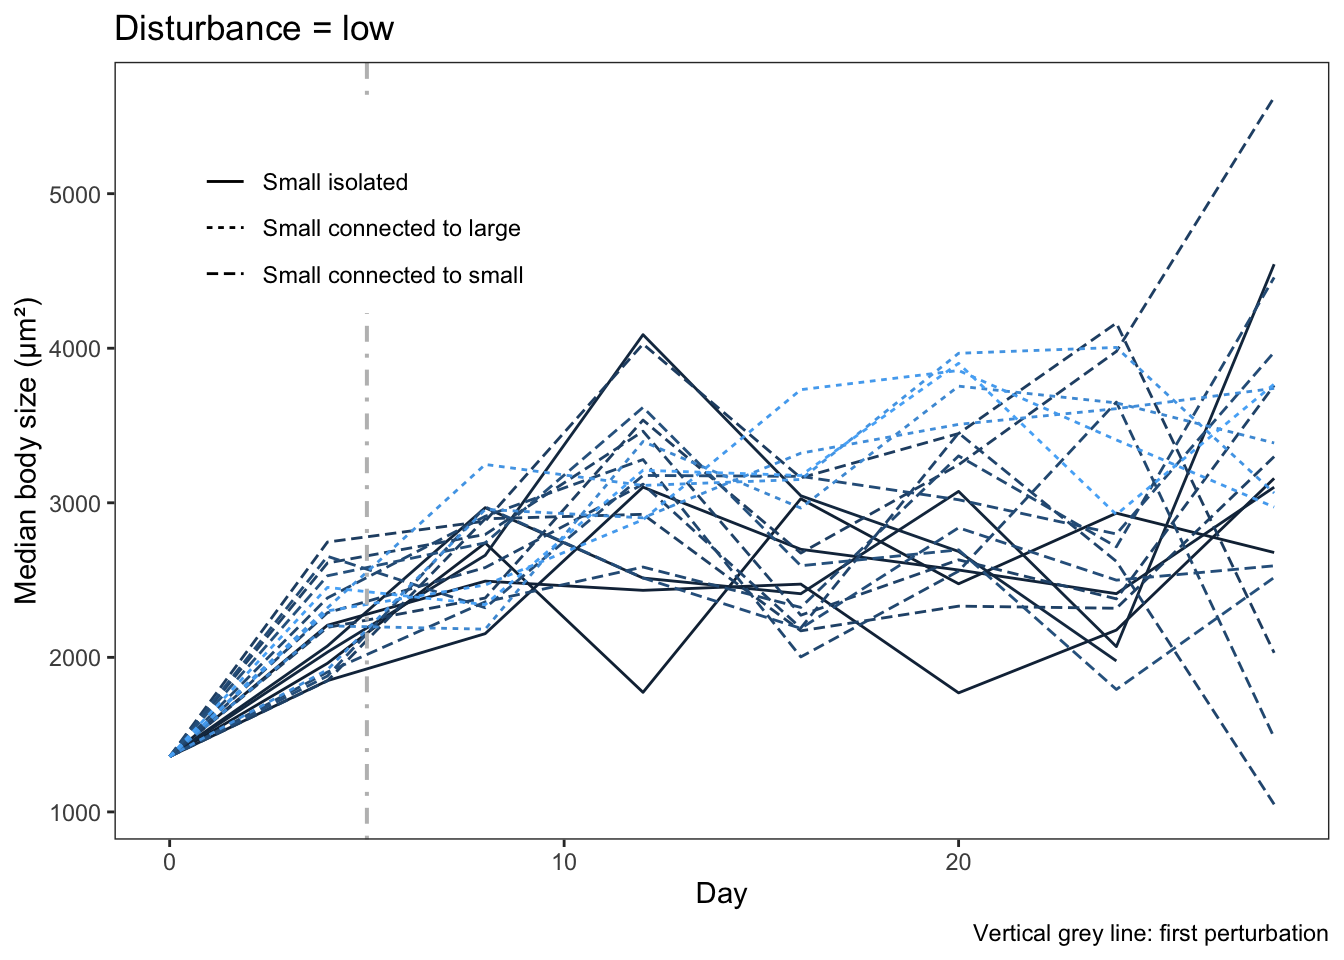 Disturbance = low
Small isolated
Small connected to large
Small connected to small
Median body size (μm²)
5000
4000
3000
2000
1000
0
10
20
Day
Vertical grey line: first perturbation